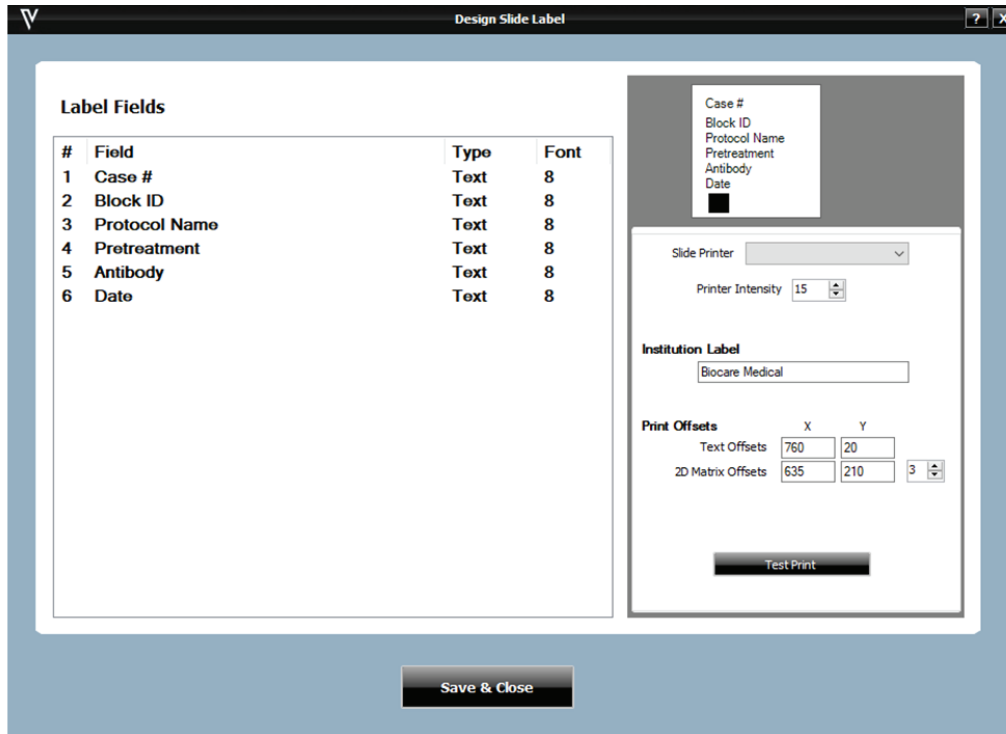 Design Slide Label
? X
Label Fields
# Field Type Font
1 Case # Text 8
2 Block ID Text 8
3 Protocol Name Text 8
4 Pretreatment Text 8
5 Antibody Text 8
6 Date Text 8
Case #
Block ID
Protocol Name
Pretreatment
Antibody
Date
Slide Printer
Printer Intensity 15
Institution Label
Biocare Medical
Print Offsets X Y
Text Offsets 760 20
2D Matrix Offsets 635 210 3
Test Print
Save & Close